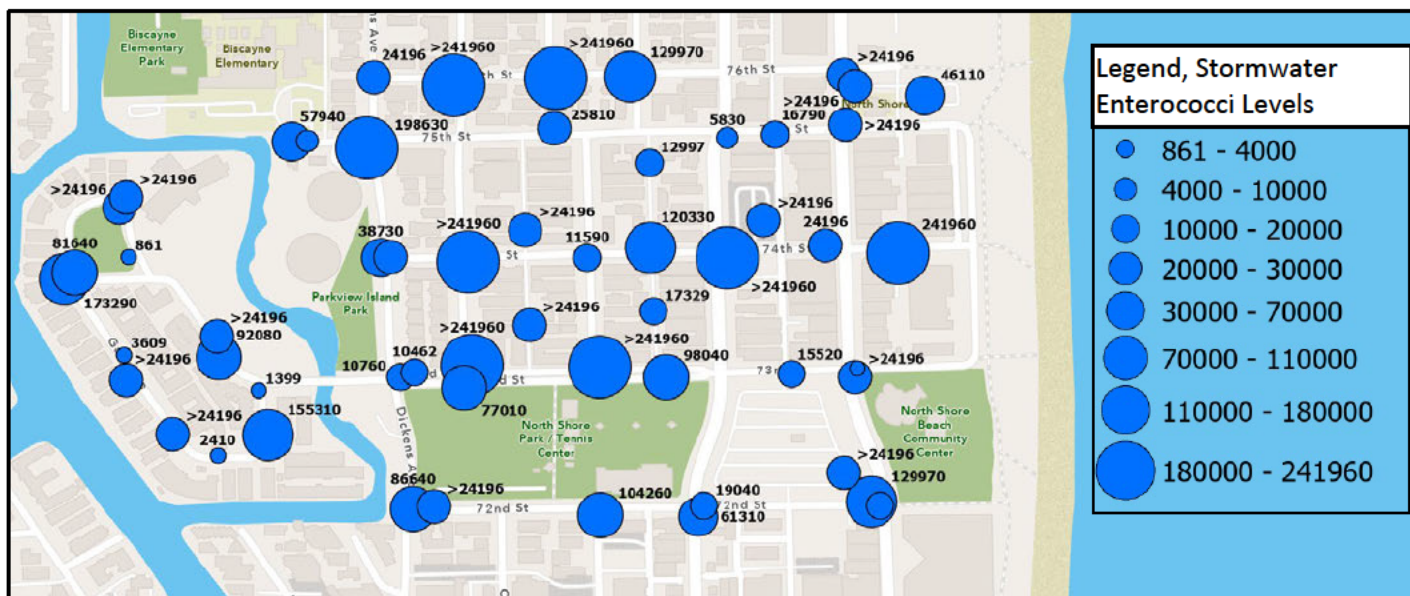 Biscayne
Elementary
Park
Biscayne
Elementary
24196
>241960
>241960
129970
76th St
>24196
46110
57940
198630
75th St
25810
5830
>24196
16790
St
North Shore
>24196
12997
>24196
>24196
81640
861
173290
38730
>241960
St
>24196
11590
120330
>24196
24196
74th St
241960
>241960
Parkview Island
Park
17329
>24196
>24196
92080
3609
>24196
1399
10760
10462
>241960
>241960
98040
15520
>24196
73rd
77010
>24196
2410
155310
Dickens A
North Shore
Park / Tennis
Center
North Shore
Beach
Community
Center
86640
>24196
72nd St
104260
19040
72nd St
61310
>24196
129970
Legend, Stormwater
Enterococci Levels
861 - 4000
4000 - 10000
10000 - 20000
20000 - 30000
30000 - 70000
70000 - 110000
110000 - 180000
180000 - 241960